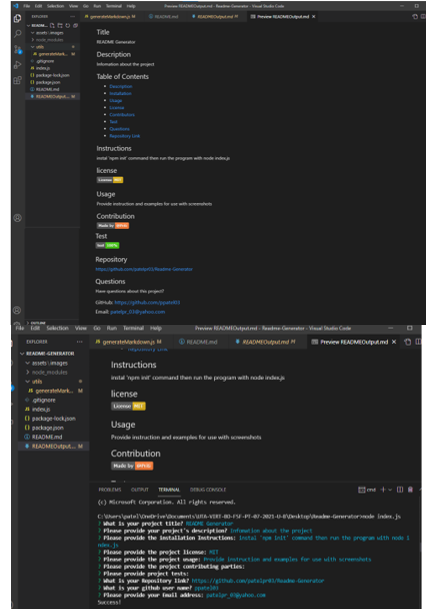 File Edit Selection View Go Run Terminal Help Preview READMEOutput.md - Readme-Generator - Visual Studio Code
EXPLORER generateMarkdown.js M README.md READMEOutput.md M Preview READMEOutput.md
README...
assets\images
node_modules
utils
generateMarkdown.js M
.gitignore
index.js
package-lock.json
package.json
README.md
READMEOutput... M
Title
README Generator
Description
Infomation about the project
Table of Contents
Description
Installation
Usage
License
Contributors
Test
Questions
Repository Link
Instructions
instal 'npm init' command then run the program with node index.js
license
License MIT
Usage
Provide instruction and examples for use with screenshots
Contribution
Made by
Test
test 100%
Repository
https://github.com/patelpr03/Readme-Generator
Questions
Have questions about this project?
GitHub: https://github.com/ppatel03
Email: patelpr_03@yahoo.com
OUTLINE
File Edit Selection View Go Run Terminal Help Preview READMEOutput.md - Readme-Generator - Visual Studio Code
EXPLORER generateMarkdown.js M README.md READMEOutput.md M Preview READMEOutput.md
README-GENERATOR
assets\images
node_modules
utils
generateMark... M
.gitignore
index.js
package-lock.json
package.json
README.md
READMEOutput... M
Repository Link
Instructions
instal 'npm init' command then run the program with node index.js
license
License MIT
Usage
Provide instruction and examples for use with screenshots
Contribution
Made by
PROBLEMS OUTPUT TERMINAL DEBUG CONSOLE cmd
(c) Microsoft Corporation. All rights reserved.
C:\Users\patel\OneDrive\Documents\UTA-VIRT-BO-FSF-PT-07-2021-U-B\Desktop\Readme-Generator>node index.js
? What is your project title? README Generator
? Please provide your project's description? Infomation about the project
? Please provide the installation instructions: instal 'npm init' command then run the program with node i
ndex.js
? Please provide the project license: MIT
? Please provide the project usage: Provide instruction and examples for use with screenshots
? Please provide the project contributing parties:
? Please provide project tests:
? What is your Repository link? https://github.com/patelpr03/Readme-Generator
? What is your github user name? ppatel03
? Please provide your Email address: patelpr_03@yahoo.com
Success!